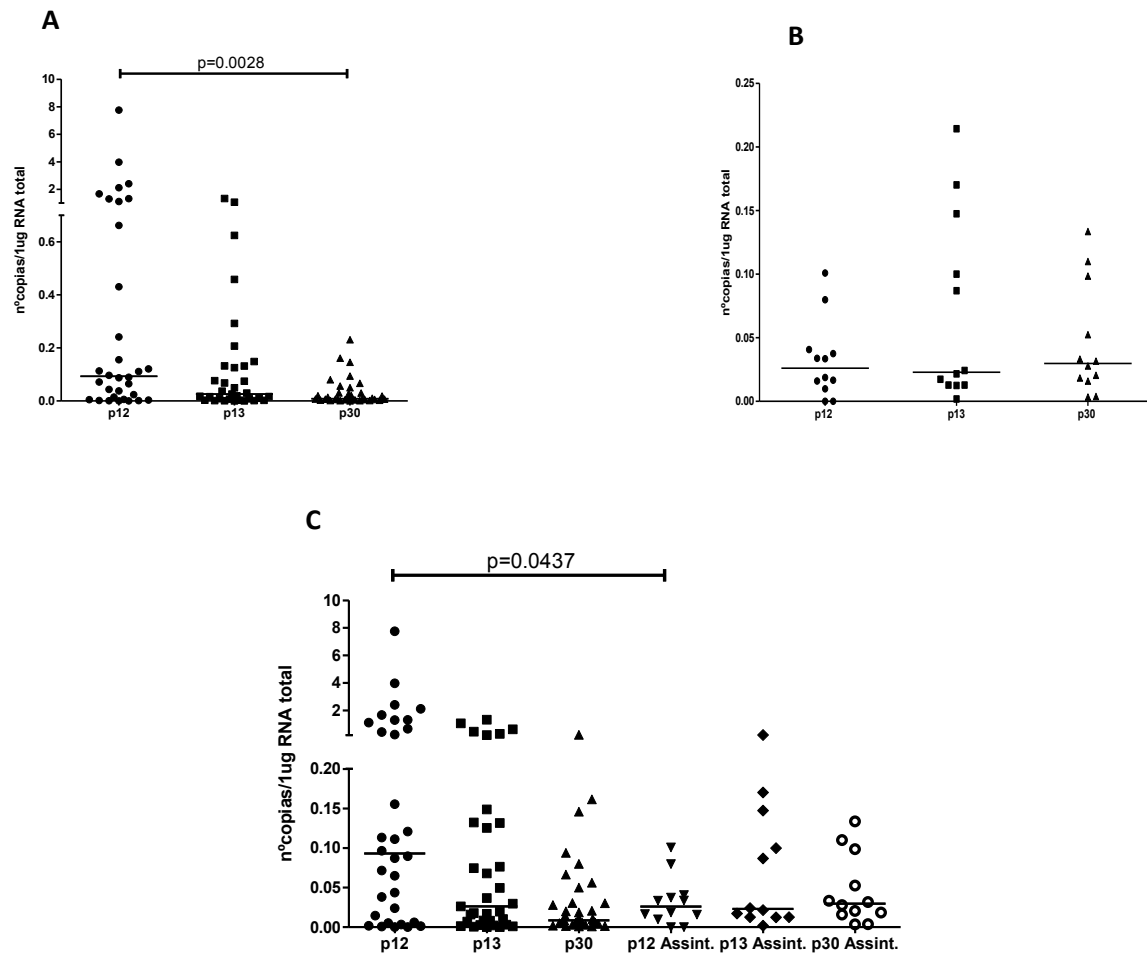 A
p=0.0028
nºcopias/1ug RNA total
10
8
6
4
2
0.6
0.4
0.2
0.0
p12 p13 p30
B
nºcopias/1ug RNA total
0.25
0.20
0.15
0.10
0.05
0.00
p12 p13 p30
C
p=0.0437
nºcopias/1ug RNA total
10
8
6
4
2
0.20
0.15
0.10
0.05
0.00
p12 p13 p30 p12 Assint. p13 Assint. p30 Assint.